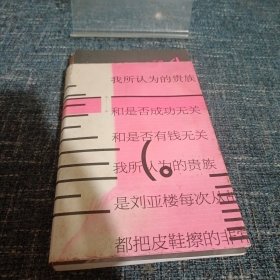 我所认为的贵族
和是否成功无关
和是否有钱无关
我所认为的贵族
是刘亚楼每次从
都把皮鞋擦的非